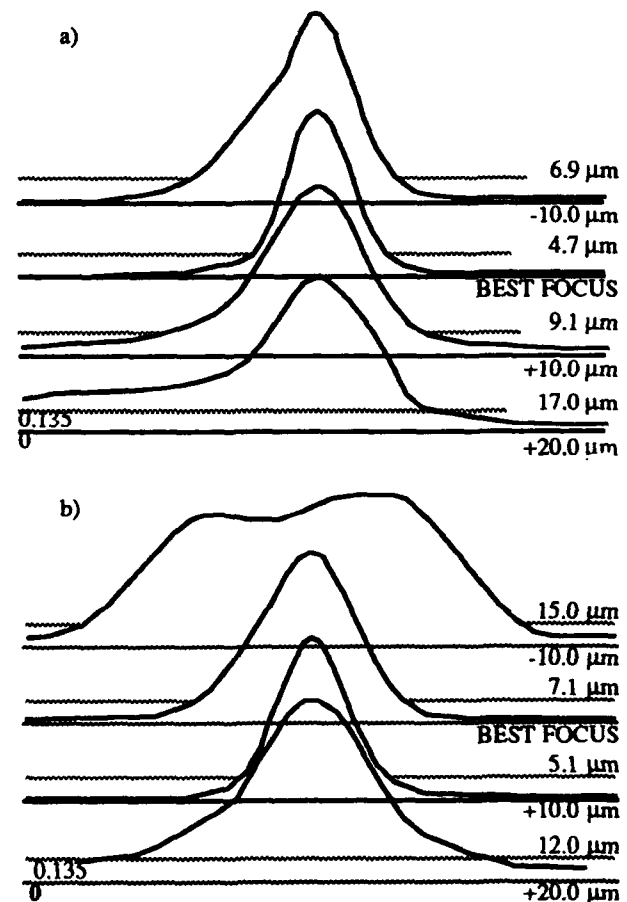 a)
6.9 µm
-10.0 µm
4.7 µm
BEST FOCUS
9.1 µm
+10.0 µm
17.0 µm
0.135
0
+20.0 µm
b)
15.0 µm
-10.0 µm
7.1 µm
BEST FOCUS
5.1 µm
+10.0 µm
12.0 µm
0.135
0
+20.0 µm